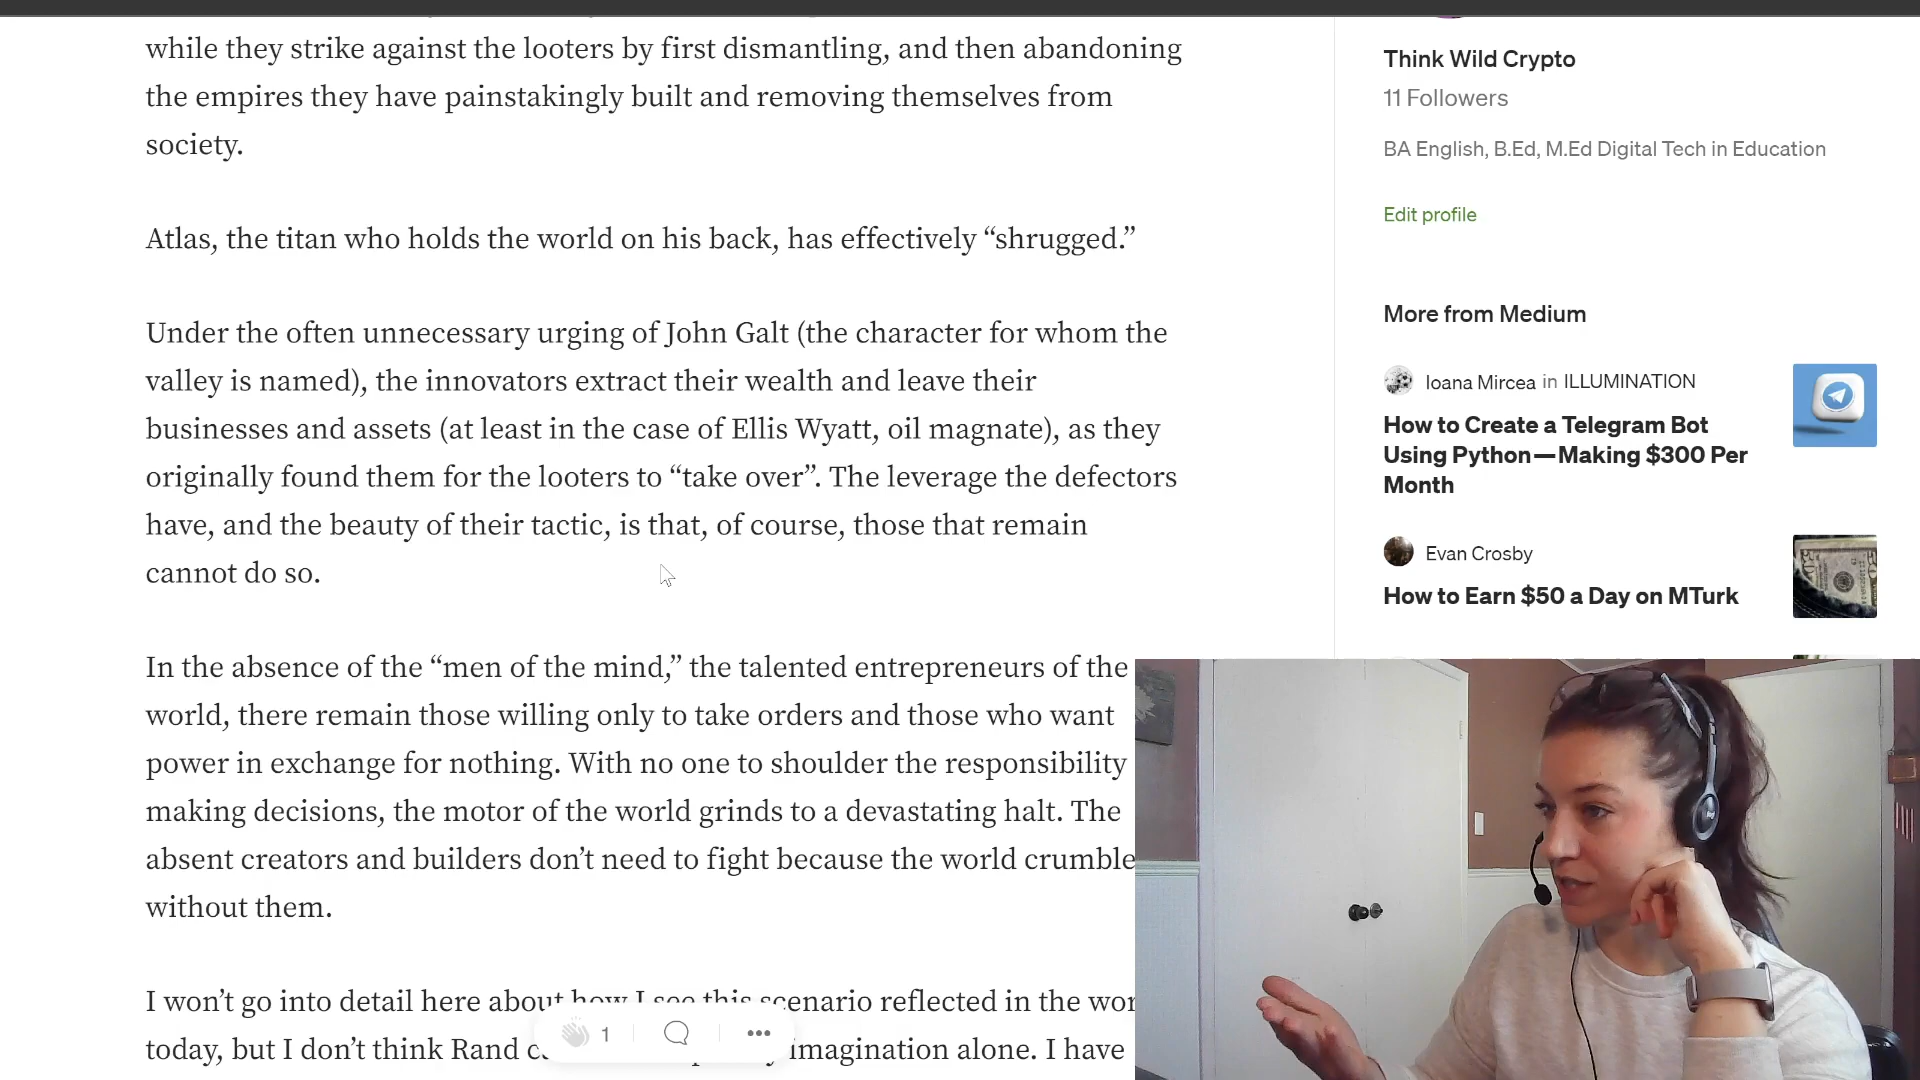 while they strike against the looters by first dismantling, and then abandoning
the empires they have painstakingly built and removing themselves from
society.
Atlas, the titan who holds the world on his back, has effectively “shrugged.”
Under the often unnecessary urging of John Galt (the character for whom the
valley is named), the innovators extract their wealth and leave their
businesses and assets (at least in the case of Ellis Wyatt, oil magnate), as they
originally found them for the looters to “take over”. The leverage the defectors
have, and the beauty of their tactic, is that, of course, those that remain
cannot do so.
In the absence of the “men of the mind,” the talented entrepreneurs of the
world, there remain those willing only to take orders and those who want
power in exchange for nothing. With no one to shoulder the responsibility
making decisions, the motor of the world grinds to a devastating halt. The
absent creators and builders don’t need to fight because the world crumble
without them.
I won’t go into detail here about how I see this scenario reflected in the wor
today, but I don’t think Rand imagination alone. I have
1
Think Wild Crypto
11 Followers
BA English, B.Ed, M.Ed Digital Tech in Education
Edit profile
More from Medium
Ioana Mircea in ILLUMINATION
How to Create a Telegram Bot
Using Python—Making $300 Per
Month
Evan Crosby
How to Earn $50 a Day on MTurk